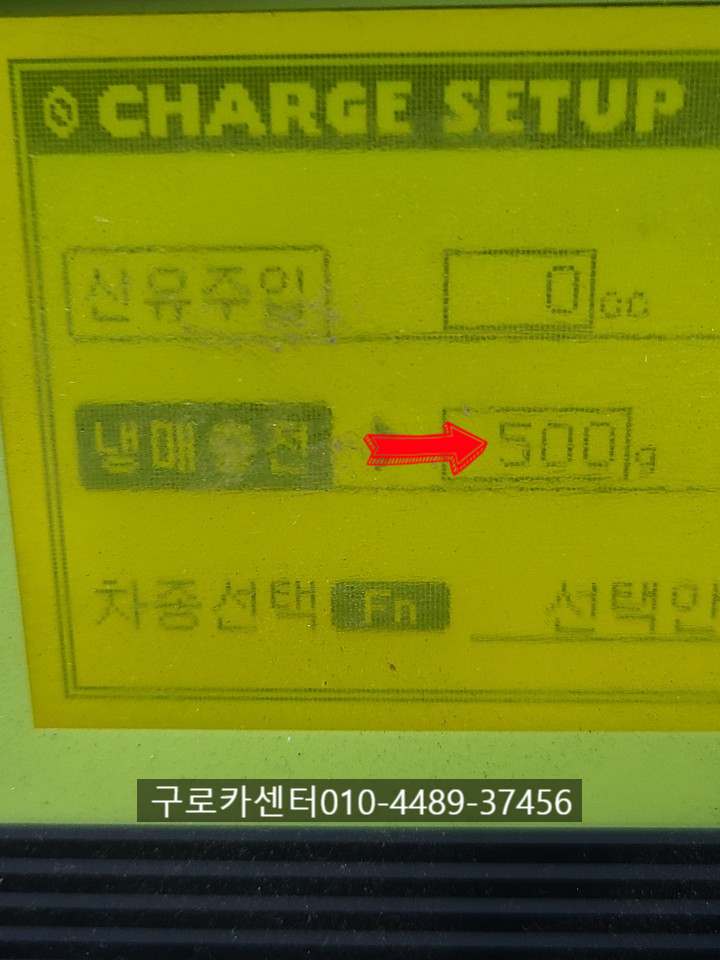 CHARGE SETUP
신유주입 0 cc
냉매충전 500 g
차종선택 Fn 선택안
구로카센터010-4489-37456